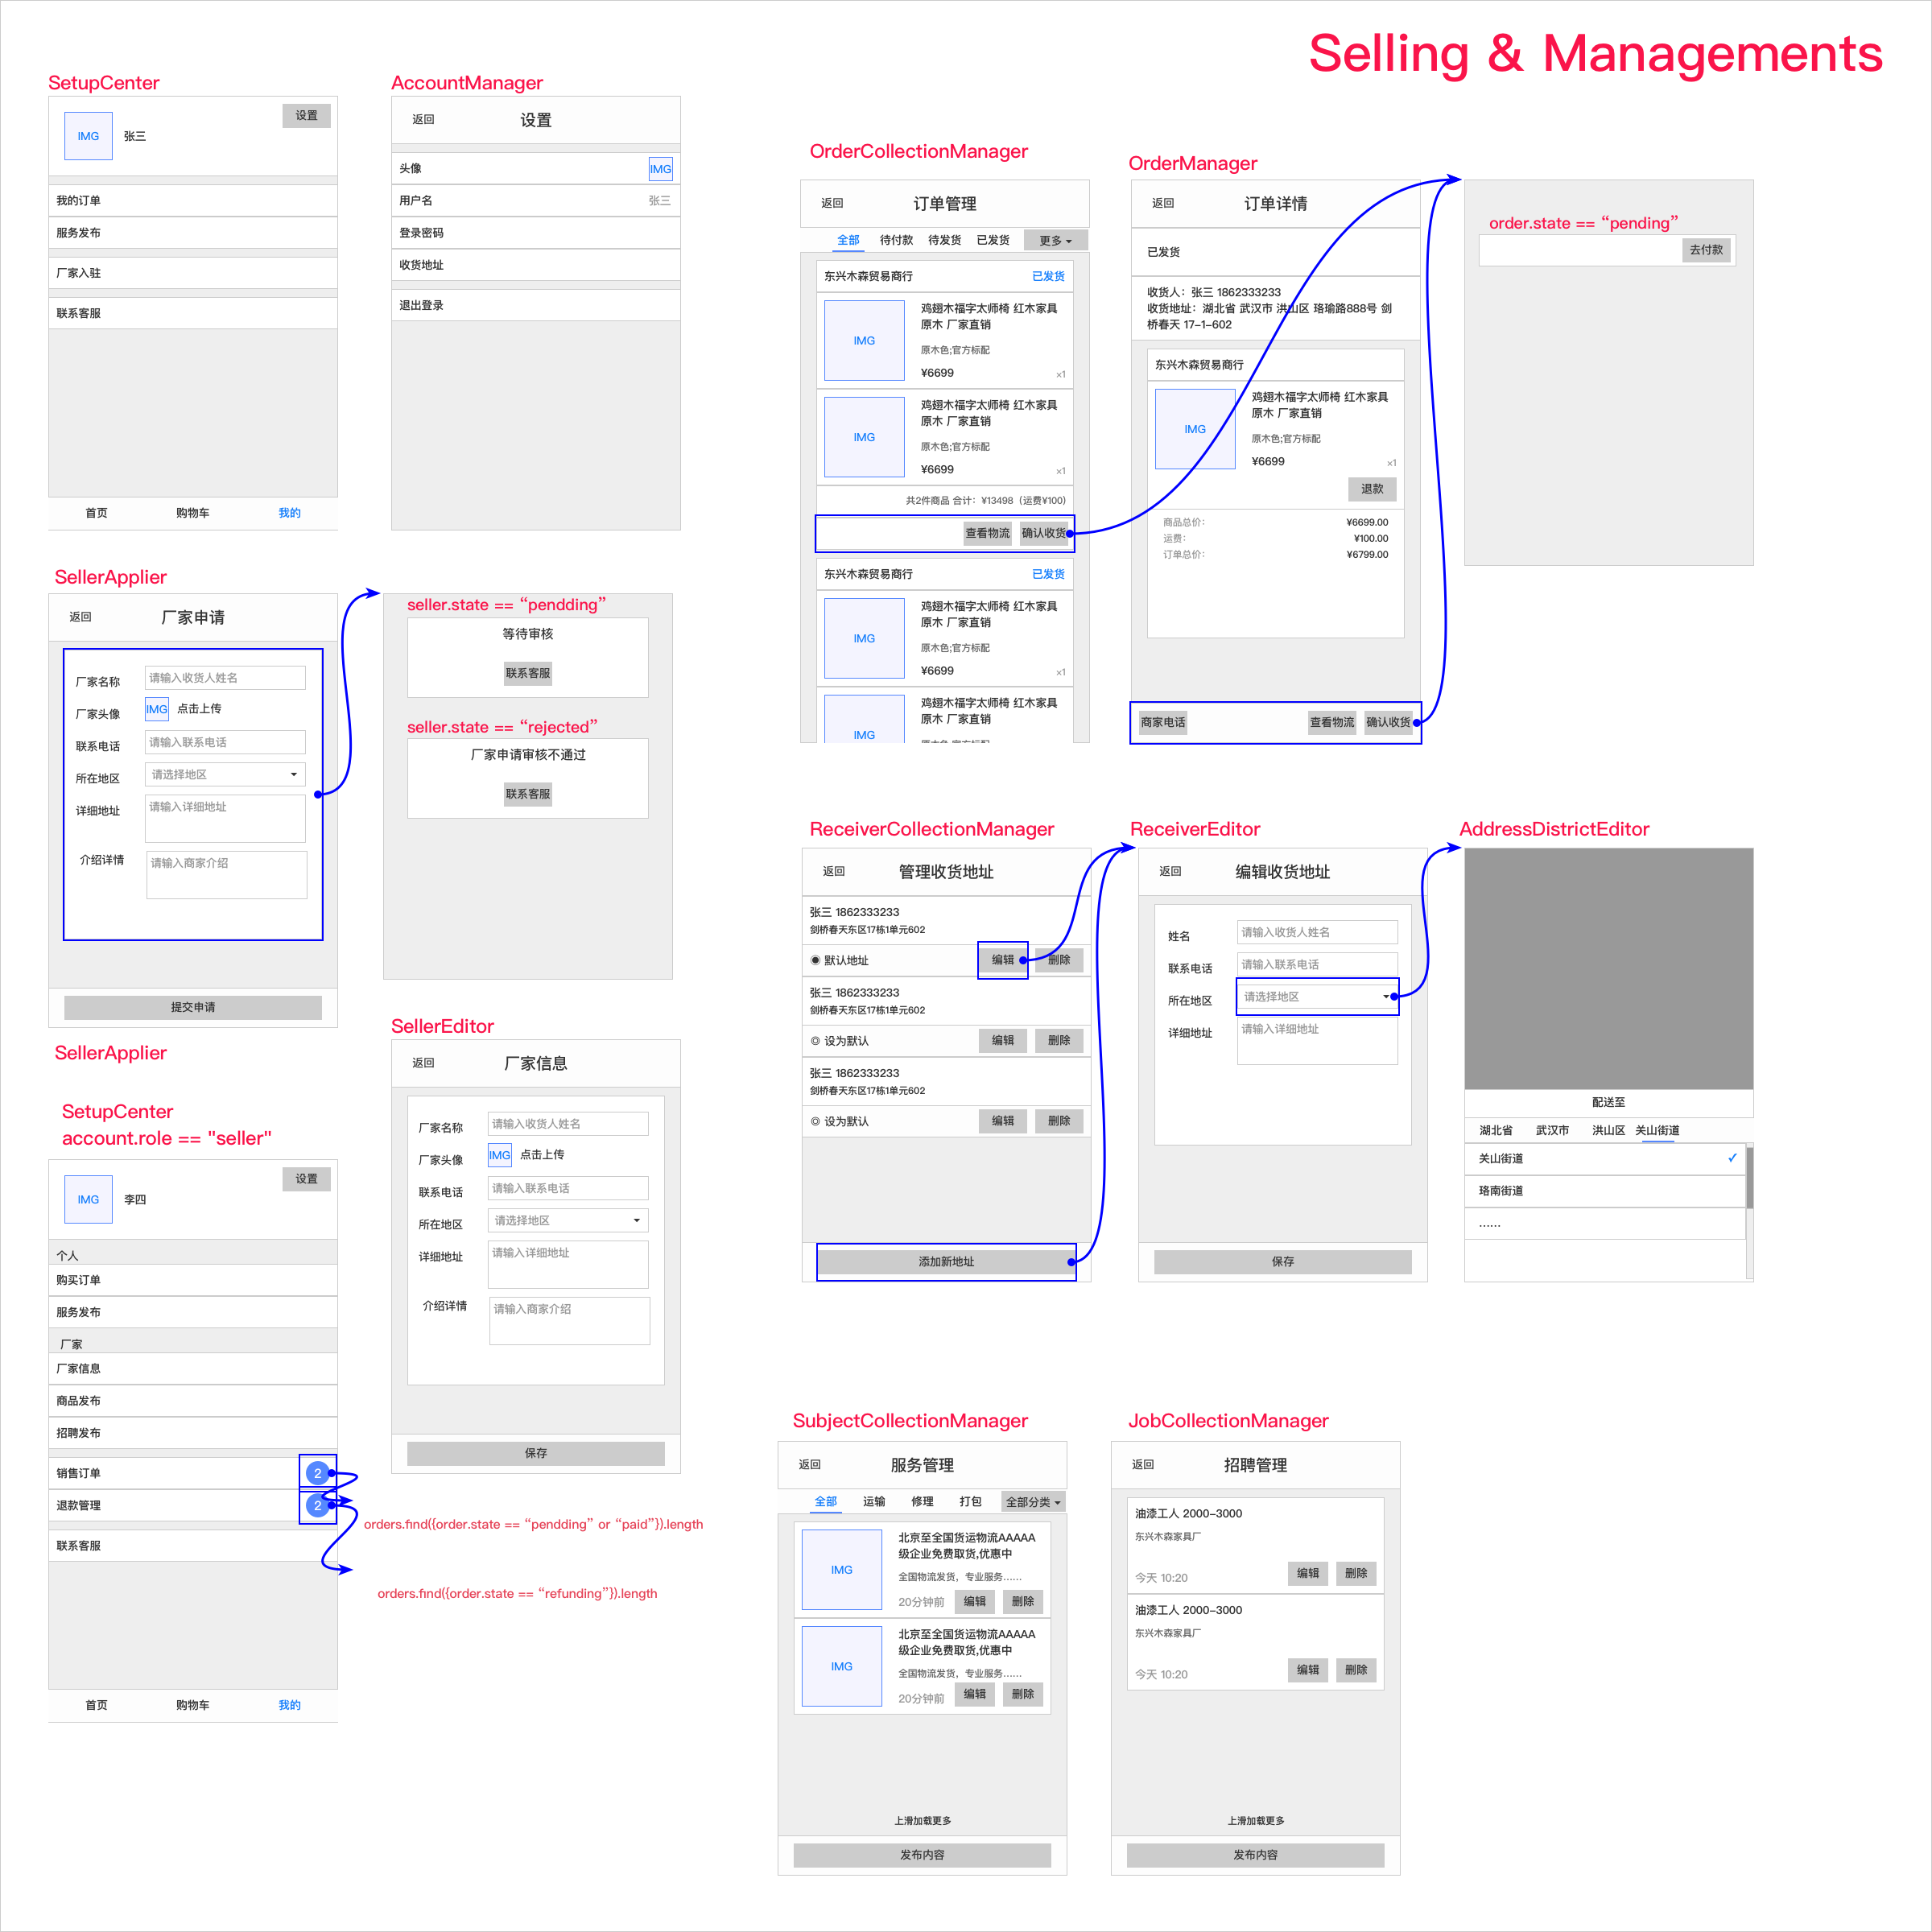 Selling & Managements
SetupCenter
设置
IMG
张三
我的订单
服务发布
厂家入驻
联系客服
首页 购物车 我的
AccountManager
返回 设置
头像 IMG
用户名 张三
登录密码
收货地址
退出登录
OrderCollectionManager
返回 订单管理
全部 待付款 待发货 已发货 更多
东兴木森贸易商行 已发货
IMG
鸡翅木福字太师椅 红木家具
原木 厂家直销
原木色;官方标配
¥6699 ×1
IMG
鸡翅木福字太师椅 红木家具
原木 厂家直销
原木色;官方标配
¥6699 ×1
共2件商品 合计：¥13498（运费¥100）
查看物流 确认收货
东兴木森贸易商行 已发货
IMG
鸡翅木福字太师椅 红木家具
原木 厂家直销
原木色;官方标配
¥6699 ×1
IMG
鸡翅木福字太师椅 红木家具
原木 厂家直销
OrderManager
返回 订单详情
已发货
收货人：张三 1862333233
收货地址：湖北省 武汉市 洪山区 珞瑜路888号 剑
桥春天 17-1-602
东兴木森贸易商行
IMG
鸡翅木福字太师椅 红木家具
原木 厂家直销
原木色;官方标配
¥6699 ×1
退款
商品总价： ¥6699.00
运费： ¥100.00
订单总价： ¥6799.00
商家电话 查看物流 确认收货
order.state == “pending”
去付款
SellerApplier
返回 厂家申请
厂家名称 请输入收货人姓名
厂家头像 IMG 点击上传
联系电话 请输入联系电话
所在地区 请选择地区
详细地址 请输入详细地址
介绍详情 请输入商家介绍
提交申请
seller.state == “pendding”
等待审核
联系客服
seller.state == “rejected”
厂家申请审核不通过
联系客服
SellerApplier
SetupCenter
account.role == "seller"
设置
IMG
李四
个人
购买订单
服务发布
厂家
厂家信息
商品发布
招聘发布
销售订单 2
退款管理 2
联系客服
首页 购物车 我的
orders.find({order.state == “pendding” or “paid”}).length
orders.find({order.state == “refunding”}).length
SellerEditor
返回 厂家信息
厂家名称 请输入收货人姓名
厂家头像 IMG 点击上传
联系电话 请输入联系电话
所在地区 请选择地区
详细地址 请输入详细地址
介绍详情 请输入商家介绍
保存
ReceiverCollectionManager
返回 管理收货地址
张三 1862333233
剑桥春天东区17栋1单元602
默认地址 编辑 删除
张三 1862333233
剑桥春天东区17栋1单元602
设为默认 编辑 删除
张三 1862333233
剑桥春天东区17栋1单元602
设为默认 编辑 删除
添加新地址
ReceiverEditor
返回 编辑收货地址
姓名 请输入收货人姓名
联系电话 请输入联系电话
所在地区 请选择地区
详细地址 请输入详细地址
保存
AddressDistrictEditor
配送至
湖北省 武汉市 洪山区 关山街道
关山街道 ✓
珞南街道
……
SubjectCollectionManager
返回 服务管理
全部 运输 修理 打包 全部分类
IMG
北京至全国货运物流AAAAA
级企业免费取货,优惠中
全国物流发货，专业服务……
20分钟前 编辑 删除
IMG
北京至全国货运物流AAAAA
级企业免费取货,优惠中
全国物流发货，专业服务……
20分钟前 编辑 删除
上滑加载更多
发布内容
JobCollectionManager
返回 招聘管理
油漆工人 2000-3000
东兴木森家具厂
今天 10:20 编辑 删除
油漆工人 2000-3000
东兴木森家具厂
今天 10:20 编辑 删除
上滑加载更多
发布内容